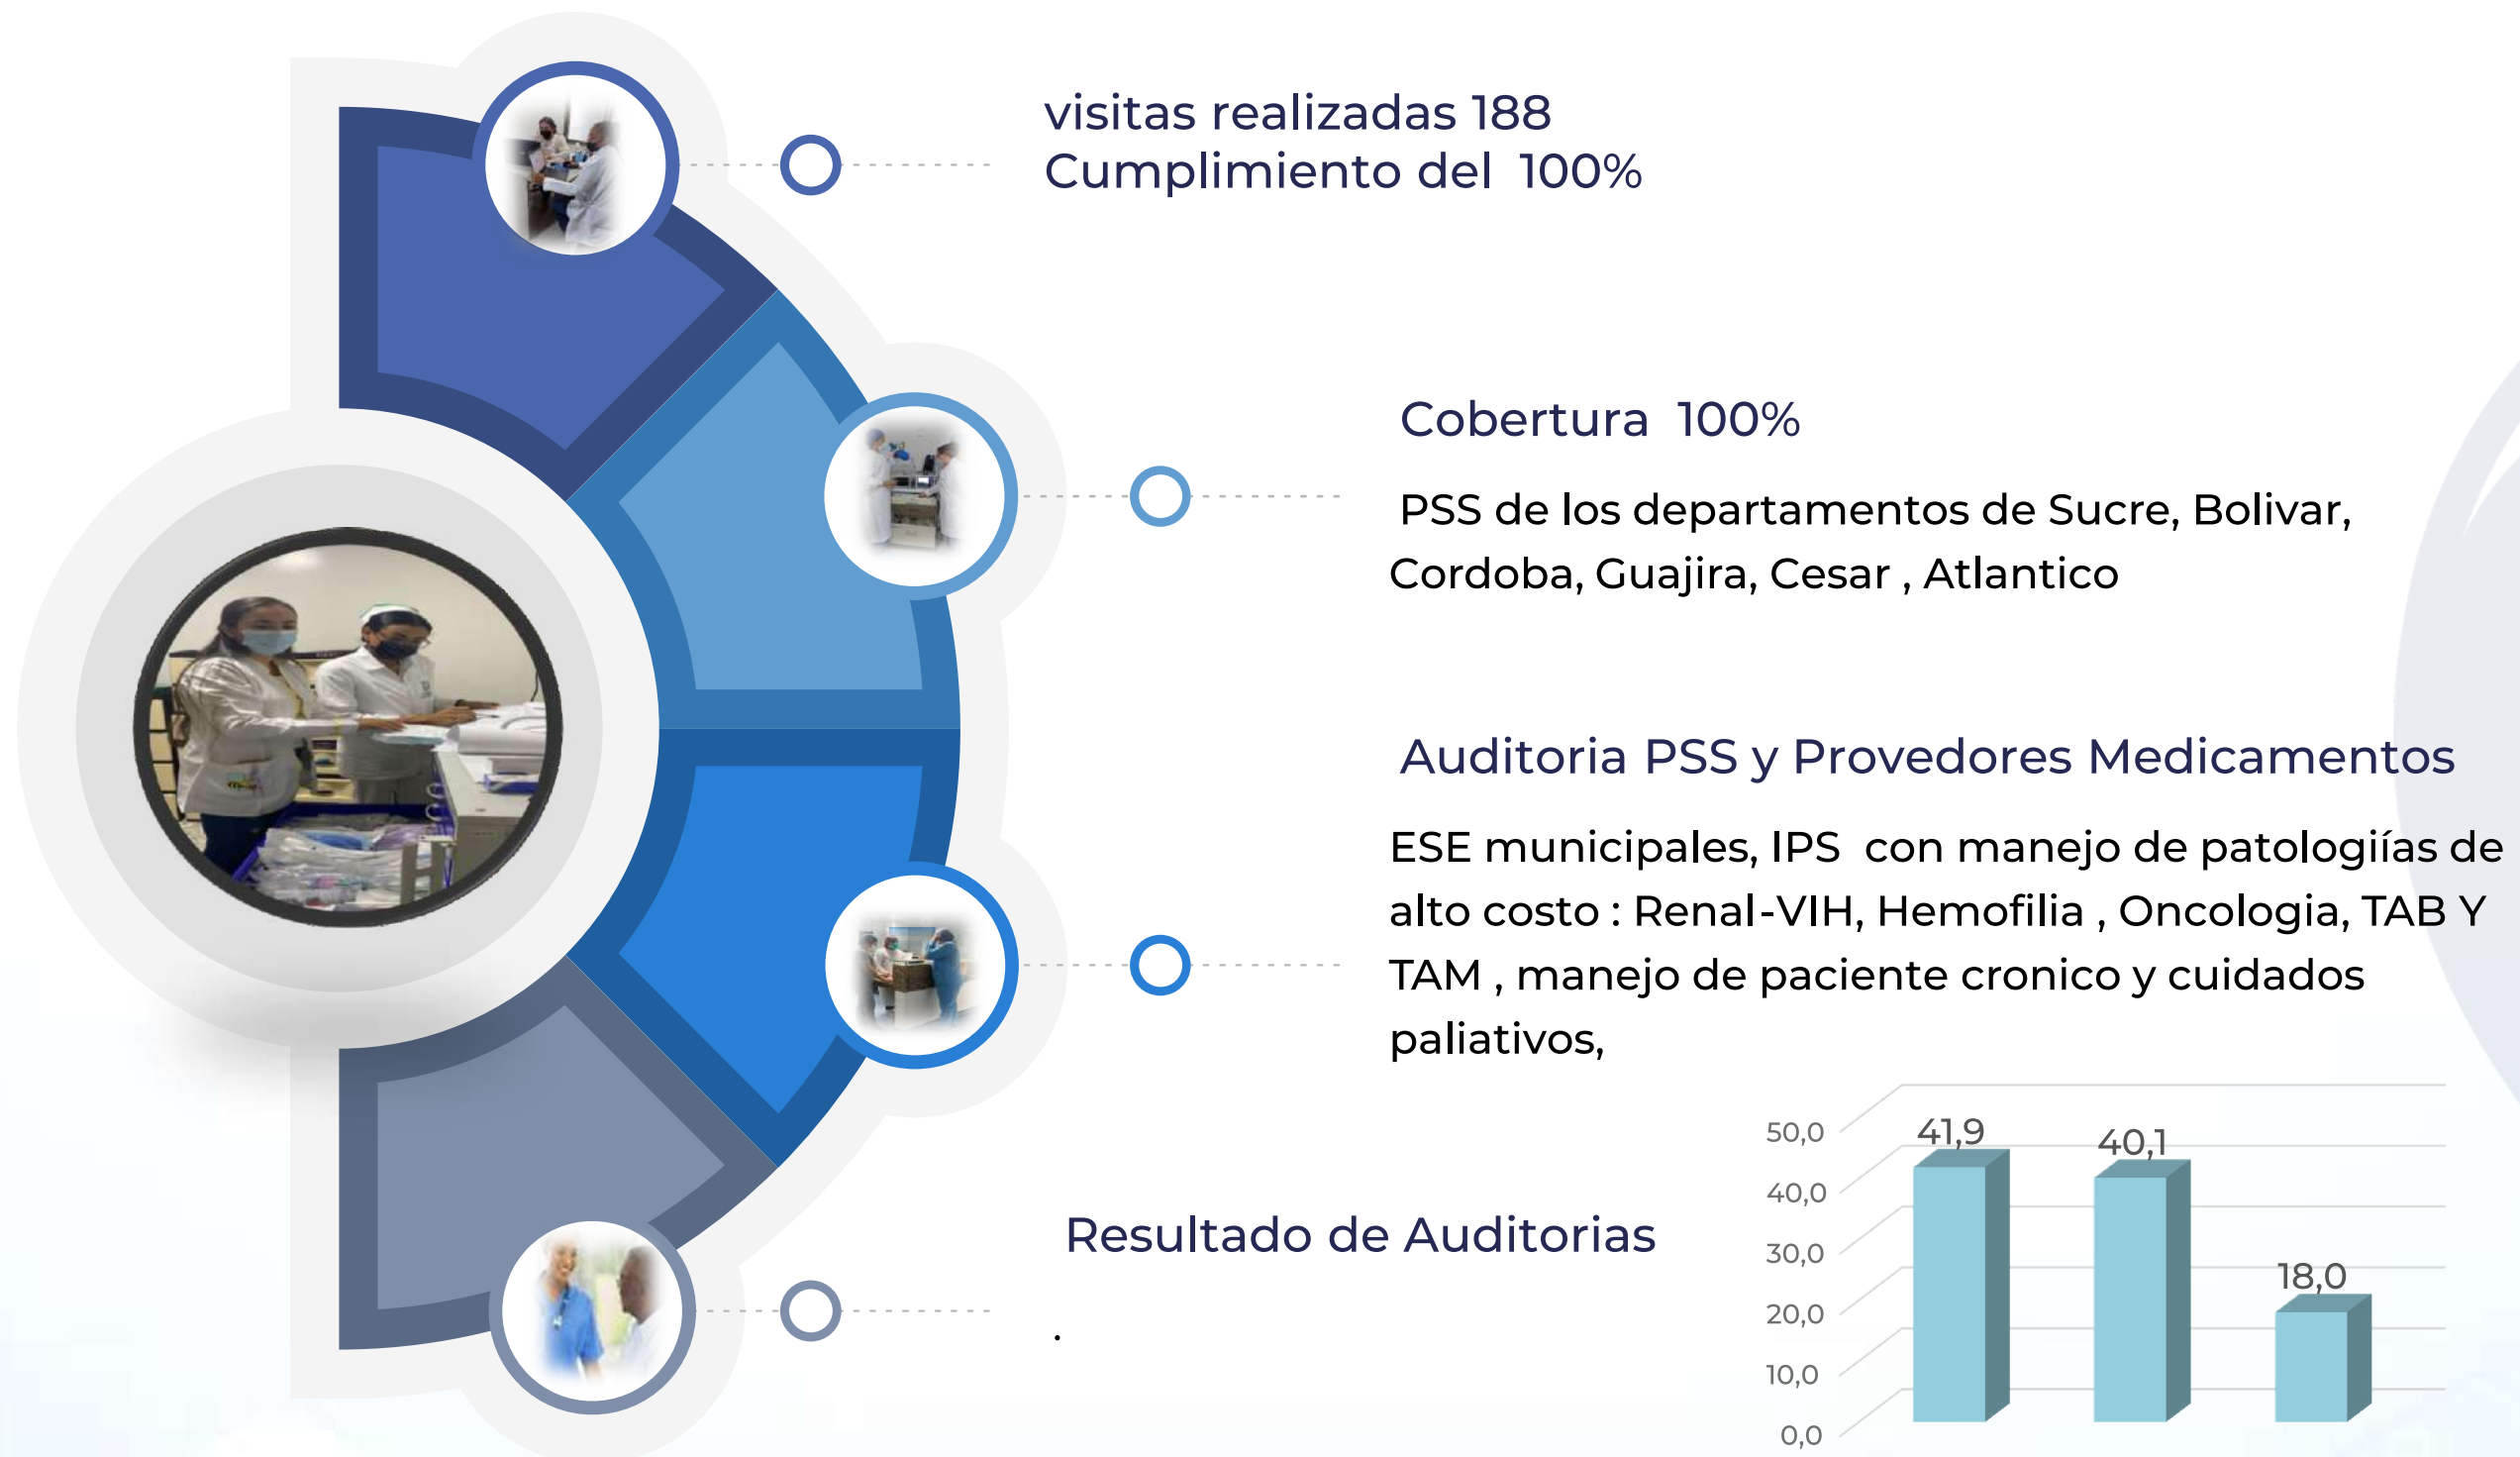 visitas realizadas 188
Cumplimiento del 100%
Cobertura 100%
PSS de los departamentos de Sucre, Bolivar,
Cordoba, Guajira, Cesar , Atlantico
Auditoria PSS y Provedores Medicamentos
ESE municipales, IPS con manejo de patologiías de
alto costo : Renal-VIH, Hemofilia , Oncologia, TAB Y
TAM , manejo de paciente cronico y cuidados
paliativos,
Resultado de Auditorias
.
50,0
40,0
30,0
20,0
10,0
0,0
41,9
40,1
18,0